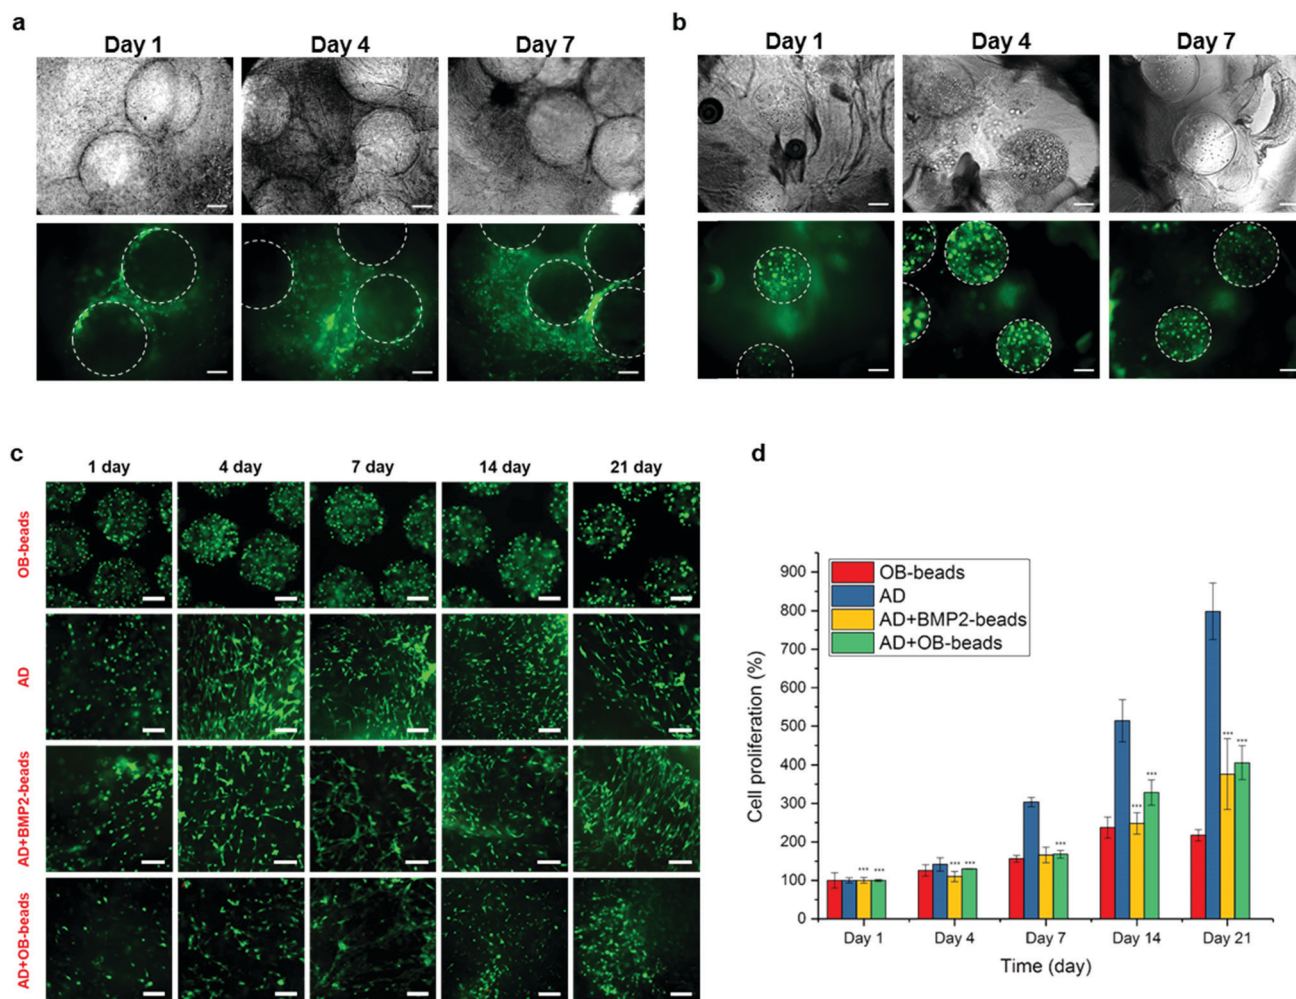 a
Day 1 Day 4 Day 7
b
Day 1 Day 4 Day 7
c
1 day 4 day 7 day 14 day 21 day
OB-beads
AD
AD+BMP2-beads
AD+OB-beads
d
OB-beads
AD
AD+BMP2-beads
AD+OB-beads
Cell proliferation (%)
900
800
700
600
500
400
300
200
100
0
*** *** *** *** *** *** *** *** ***
Day 1 Day 4 Day 7 Day 14 Day 21
Time (day)